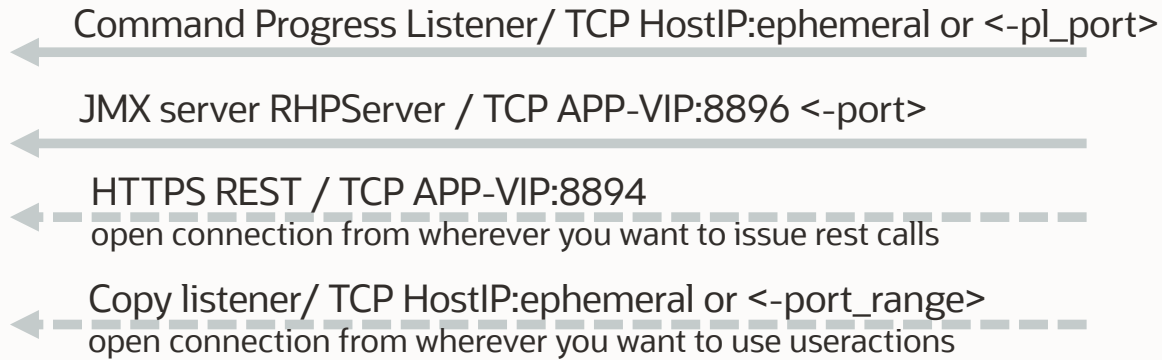 Command Progress Listener/ TCP HostIP:ephemeral or <-pl_port>
JMX server RHPServer / TCP APP-VIP:8896 <-port>
HTTPS REST / TCP APP-VIP:8894
open connection from wherever you want to issue rest calls
Copy listener/ TCP HostIP:ephemeral or <-port_range>
open connection from wherever you want to use useractions